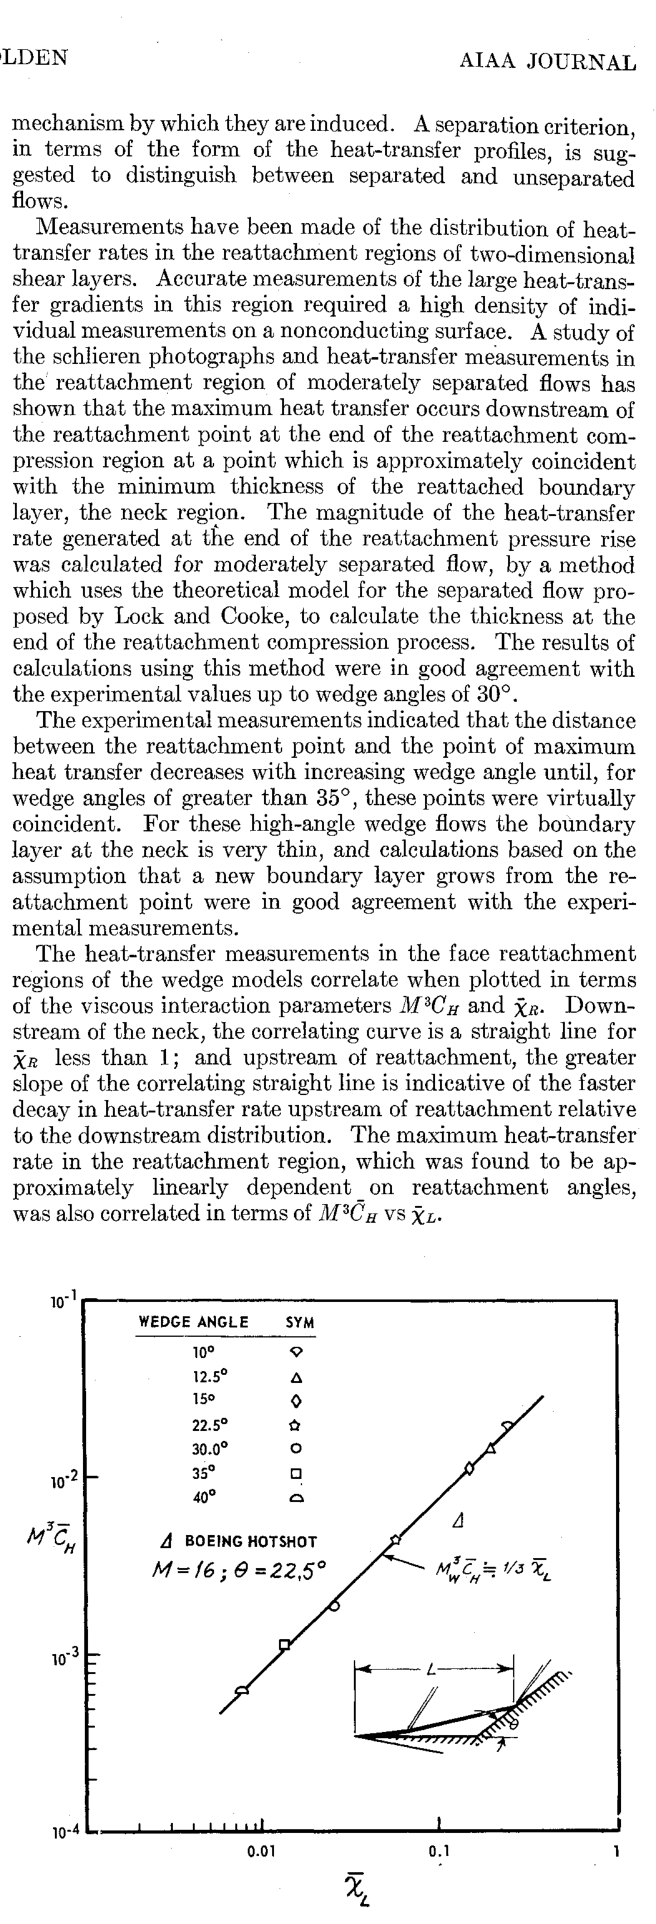 OLDEN AIAA JOURNAL
mechanism by which they are induced. A separation criterion,
in terms of the form of the heat-transfer profiles, is sug-
gested to distinguish between separated and unseparated
flows.
Measurements have been made of the distribution of heat-
transfer rates in the reattachment regions of two-dimensional
shear layers. Accurate measurements of the large heat-trans-
fer gradients in this region required a high density of indi-
vidual measurements on a nonconducting surface. A study of
the schlieren photographs and heat-transfer measurements in
the reattachment region of moderately separated flows has
shown that the maximum heat transfer occurs downstream of
the reattachment point at the end of the reattachment com-
pression region at a point which is approximately coincident
with the minimum thickness of the reattached boundary
layer, the neck region. The magnitude of the heat-transfer
rate generated at the end of the reattachment pressure rise
was calculated for moderately separated flow, by a method
which uses the theoretical model for the separated flow pro-
posed by Lock and Cooke, to calculate the thickness at the
end of the reattachment compression process. The results of
calculations using this method were in good agreement with
the experimental values up to wedge angles of 30°.
The experimental measurements indicated that the distance
between the reattachment point and the point of maximum
heat transfer decreases with increasing wedge angle until, for
wedge angles of greater than 35°, these points were virtually
coincident. For these high-angle wedge flows the boundary
layer at the neck is very thin, and calculations based on the
assumption that a new boundary layer grows from the re-
attachment point were in good agreement with the experi-
mental measurements.
The heat-transfer measurements in the face reattachment
regions of the wedge models correlate when plotted in terms
of the viscous interaction parameters M³C_H and χ̄_R. Down-
stream of the neck, the correlating curve is a straight line for
χ̄_R less than 1; and upstream of reattachment, the greater
slope of the correlating straight line is indicative of the faster
decay in heat-transfer rate upstream of reattachment relative
to the downstream distribution. The maximum heat-transfer
rate in the reattachment region, which was found to be ap-
proximately linearly dependent on reattachment angles,
was also correlated in terms of M³C̄_H vs χ̄_L.
10⁻¹
WEDGE ANGLE SYM
10°
12.5°
15°
22.5°
30.0°
35°
40°
10⁻²
M³C̄_H
Δ BOEING HOTSHOT
M = 16 ; θ = 22,5°
Δ
M_W³ C̄_H ≒ 1/3 χ̄_L
10⁻³
L
θ
10⁻⁴
0.01 0.1 1
χ̄_L